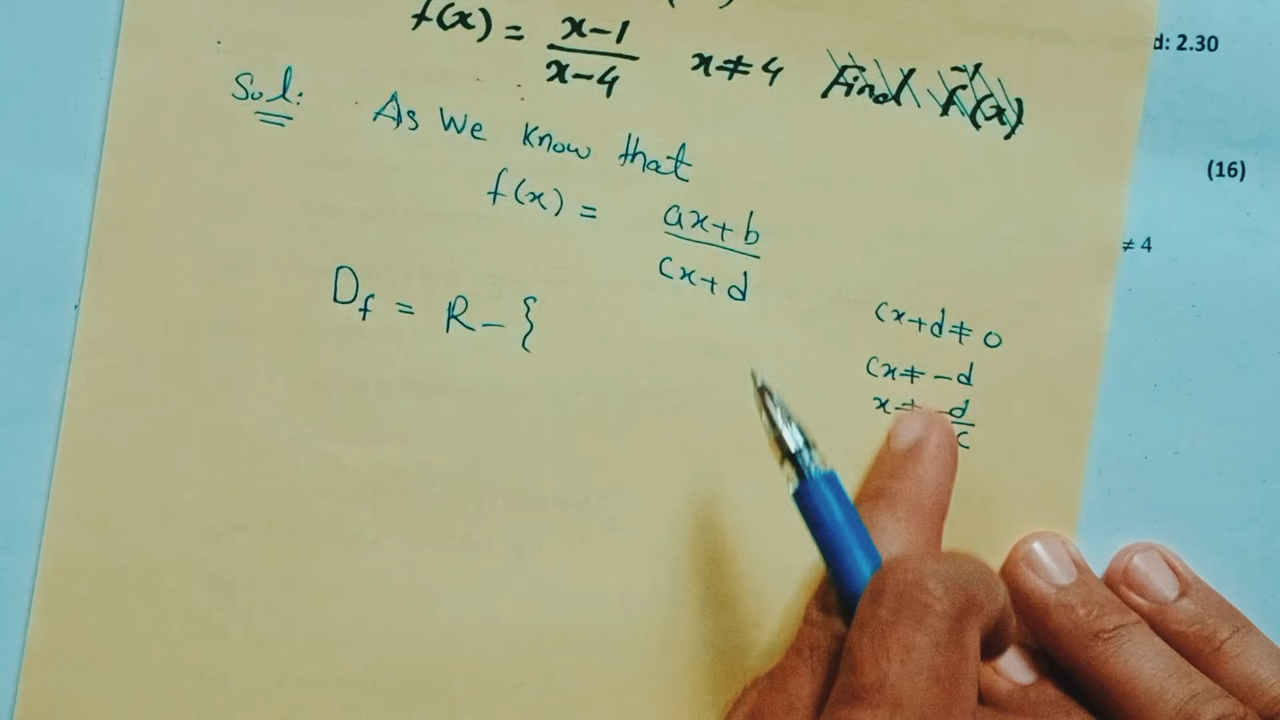 f(x) = x-1/x-4 x≠4 Find f⁻¹(x)
d: 2.30
Sol: As We Know that
(16)
f(x) = ax+b/cx+d
≠ 4
D_f = R - {
cx+d≠0
cx≠-d
x≠-d/c